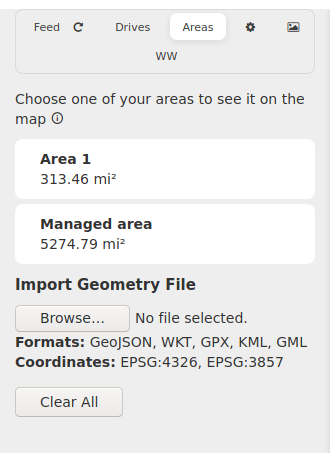 Feed Drives Areas
WW
Choose one of your areas to see it on the
map
Area 1
313.46 mi²
Managed area
5274.79 mi²
Import Geometry File
Browse... No file selected.
Formats: GeoJSON, WKT, GPX, KML, GML
Coordinates: EPSG:4326, EPSG:3857
Clear All